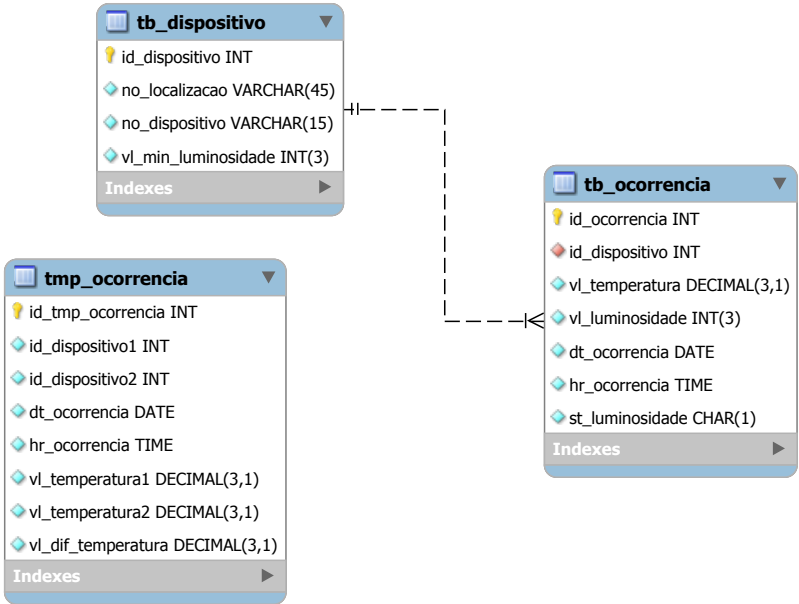 tb_dispositivo
id_dispositivo INT
no_localizacao VARCHAR(45)
no_dispositivo VARCHAR(15)
vl_min_luminosidade INT(3)
Indexes
tb_ocorrencia
id_ocorrencia INT
id_dispositivo INT
vl_temperatura DECIMAL(3,1)
vl_luminosidade INT(3)
dt_ocorrencia DATE
hr_ocorrencia TIME
st_luminosidade CHAR(1)
Indexes
tmp_ocorrencia
id_tmp_ocorrencia INT
id_dispositivo1 INT
id_dispositivo2 INT
dt_ocorrencia DATE
hr_ocorrencia TIME
vl_temperatura1 DECIMAL(3,1)
vl_temperatura2 DECIMAL(3,1)
vl_dif_temperatura DECIMAL(3,1)
Indexes